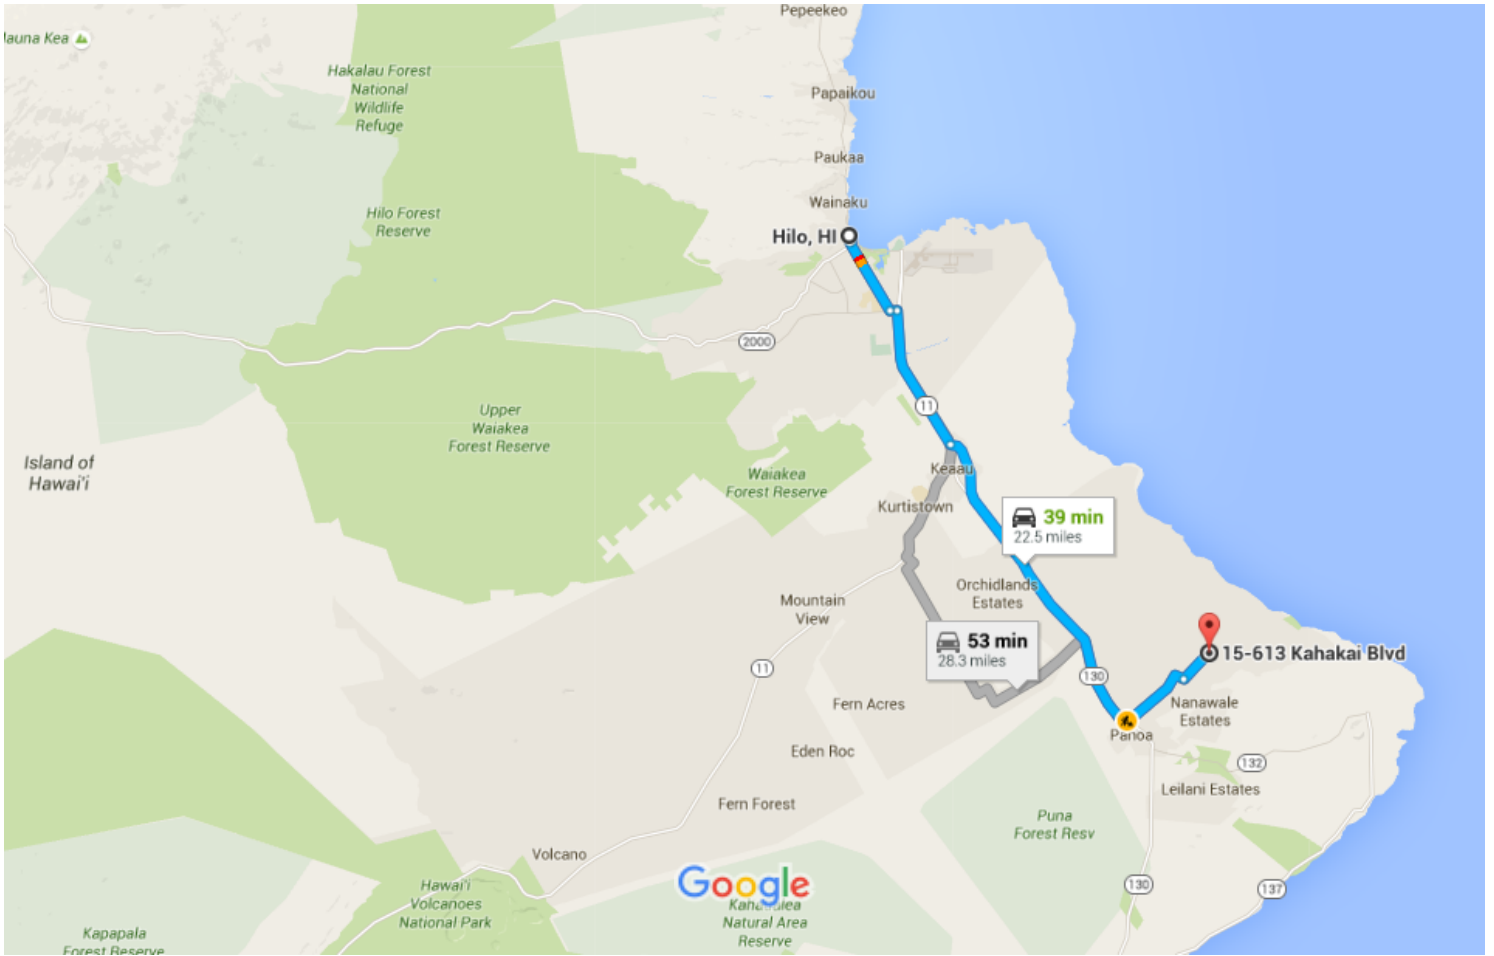 Pepeekeo
Mauna Kea
Hakalau Forest
National
Wildlife
Refuge
Papaikou
Paukaa
Wainaku
Hilo Forest
Reserve
Hilo, HI
2000
11
Upper
Waiakea
Forest Reserve
Island of
Hawai'i
Waiakea
Forest Reserve
Keaau
Kurtistown
39 min
22.5 miles
Orchidlands
Estates
Mountain
View
53 min
28.3 miles
15-613 Kahakai Blvd
11
130
Fern Acres
Nanawale
Estates
Pahoa
Eden Roc
132
Leilani Estates
Fern Forest
Puna
Forest Resv
Volcano
Google
130
137
Hawai'i
Volcanoes
National Park
Kahaualea
Natural Area
Reserve
Kapapala
Forest Reserve